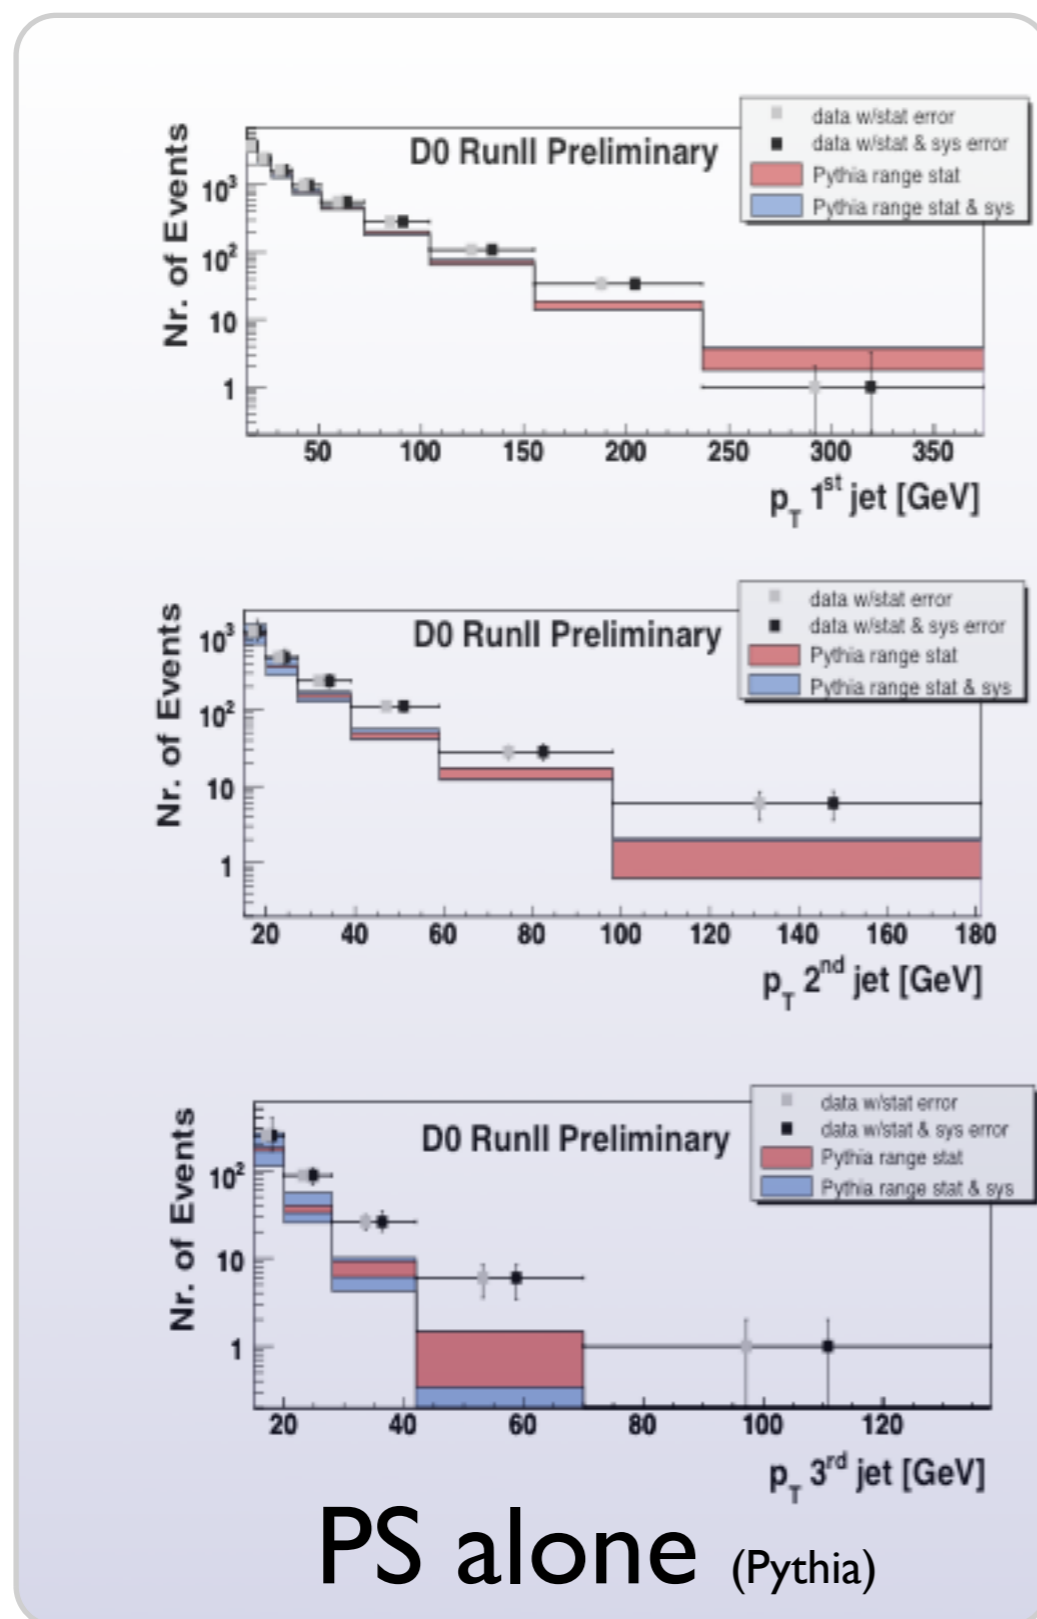 D0 RunII Preliminary
data w/stat error
data w/stat & sys error
Pythia range stat
Pythia range stat & sys
Nr. of Events
10³
10²
10
1
50 100 150 200 250 300 350
pT 1st jet [GeV]
D0 RunII Preliminary
data w/stat error
data w/stat & sys error
Pythia range stat
Pythia range stat & sys
Nr. of Events
10³
10²
10
1
20 40 60 80 100 120 140 160 180
pT 2nd jet [GeV]
D0 RunII Preliminary
data w/stat error
data w/stat & sys error
Pythia range stat
Pythia range stat & sys
Nr. of Events
10²
10
1
20 40 60 80 100 120
pT 3rd jet [GeV]
PS alone (Pythia)